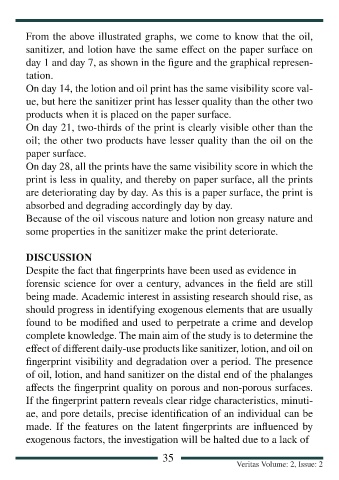 From the above illustrated graphs, we come to know that the oil,
sanitizer, and lotion have the same effect on the paper surface on
day 1 and day 7, as shown in the figure and the graphical represen-
tation.
On day 14, the lotion and oil print has the same visibility score val-
ue, but here the sanitizer print has lesser quality than the other two
products when it is placed on the paper surface.
On day 21, two-thirds of the print is clearly visible other than the
oil; the other two products have lesser quality than the oil on the
paper surface.
On day 28, all the prints have the same visibility score in which the
print is less in quality, and thereby on paper surface, all the prints
are deteriorating day by day. As this is a paper surface, the print is
absorbed and degrading accordingly day by day.
Because of the oil viscous nature and lotion non greasy nature and
some properties in the sanitizer make the print deteriorate.
DISCUSSION
Despite the fact that fingerprints have been used as evidence in
forensic science for over a century, advances in the field are still
being made. Academic interest in assisting research should rise, as
should progress in identifying exogenous elements that are usually
found to be modified and used to perpetrate a crime and develop
complete knowledge. The main aim of the study is to determine the
effect of different daily-use products like sanitizer, lotion, and oil on
fingerprint visibility and degradation over a period. The presence
of oil, lotion, and hand sanitizer on the distal end of the phalanges
affects the fingerprint quality on porous and non-porous surfaces.
If the fingerprint pattern reveals clear ridge characteristics, minuti-
ae, and pore details, precise identification of an individual can be
made. If the features on the latent fingerprints are influenced by
exogenous factors, the investigation will be halted due to a lack of
35
Veritas Volume: 2, Issue: 2